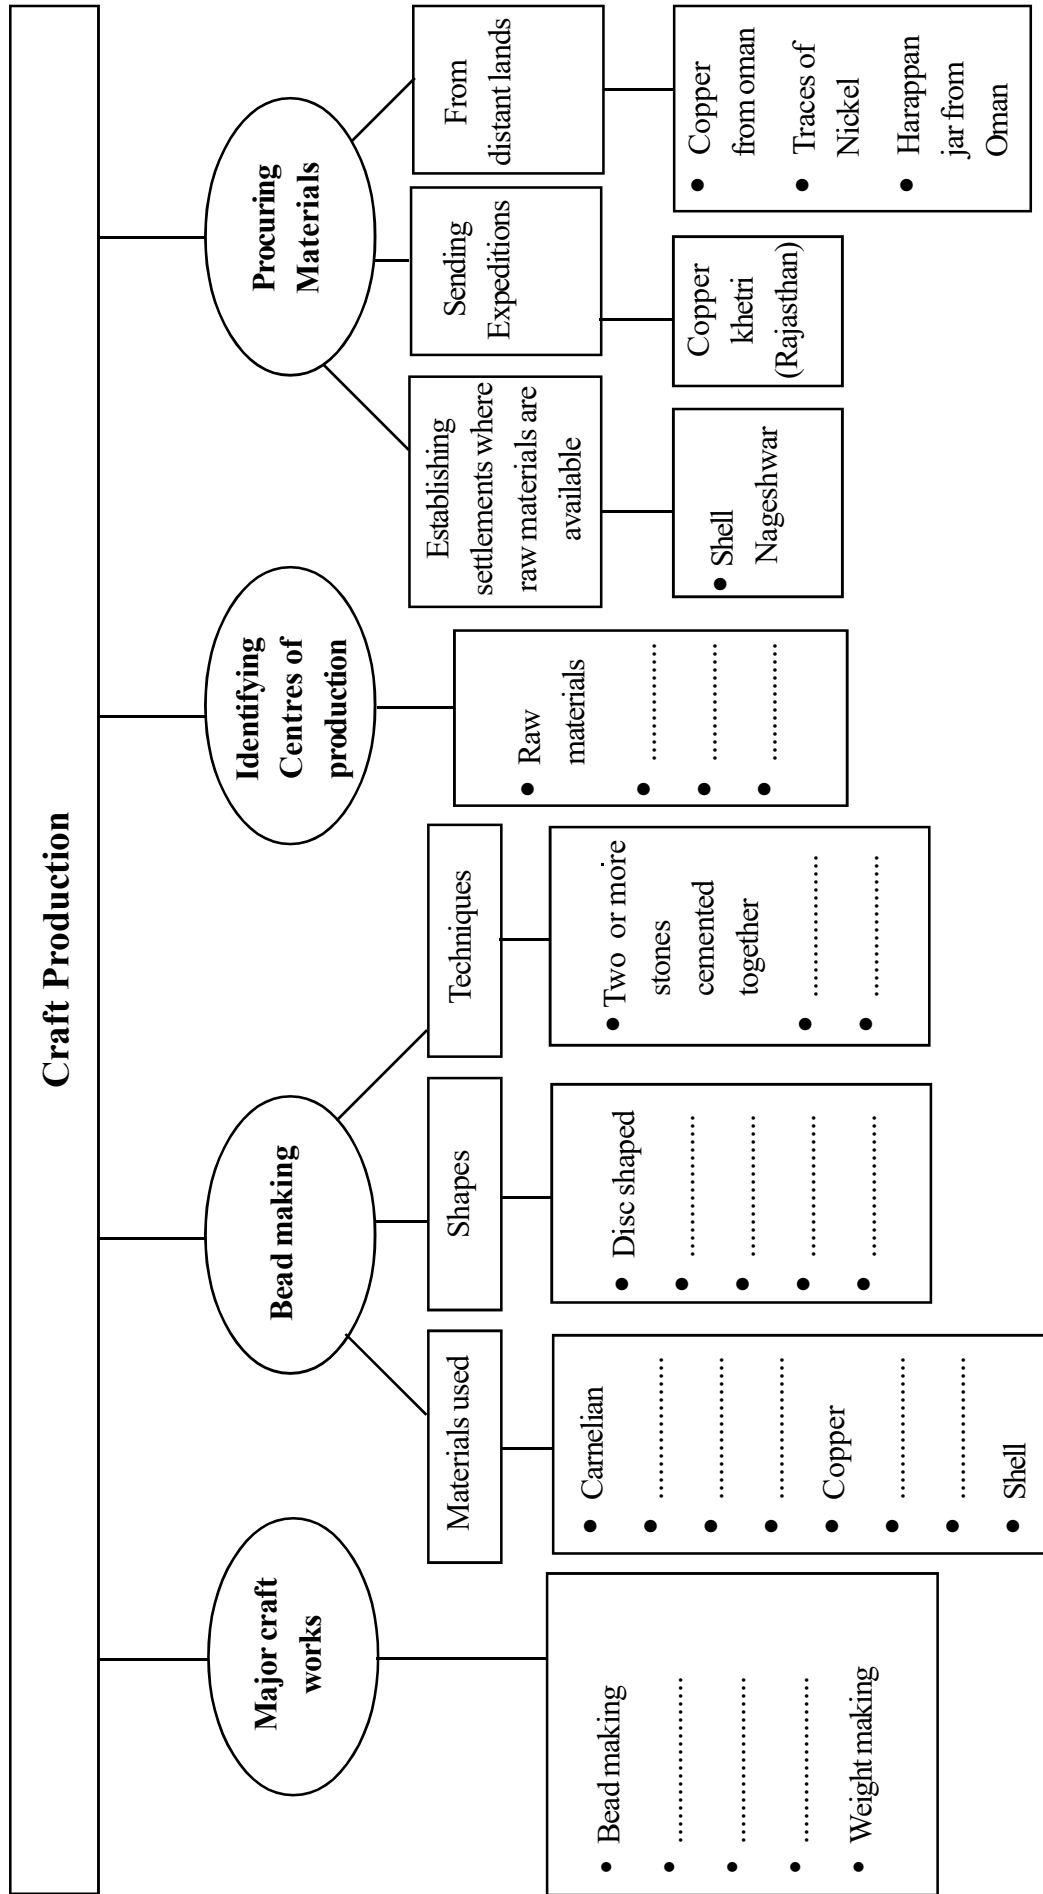 Craft Production
Major craft
works
• Bead making
• ....................
• ....................
• ....................
• Weight making
Bead making
Materials used
• Carnelian
• ....................
• ....................
• ....................
• Copper
• ....................
• ....................
• Shell
Shapes
• Disc shaped
• ....................
• ....................
• ....................
• ....................
Techniques
• Two or more
stones
cemented
together
• ....................
• ....................
Identifying
Centres of
production
• Raw
materials
• .................
• .................
• .................
Procuring
Materials
Establishing
settlements where
raw materials are
available
• Shell
Nageshwar
Sending
Expeditions
Copper
khetri
(Rajasthan)
From
distant lands
• Copper
from oman
• Traces of
Nickel
• Harappan
jar from
Oman